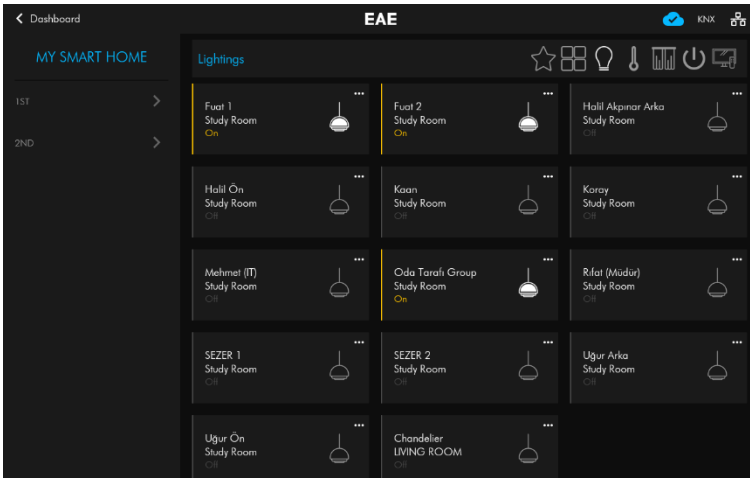 Dashboard
EAE
KNX
MY SMART HOME
1ST
2ND
Lightings
Fuat 1
Study Room
On
Fuat 2
Study Room
On
Halil Akpınar Arka
Study Room
Off
Halil Ön
Study Room
Off
Kaan
Study Room
Off
Koray
Study Room
Off
Mehmet (IT)
Study Room
Off
Oda Tarafı Group
Study Room
On
Rıfat (Müdür)
Study Room
Off
SEZER 1
Study Room
Off
SEZER 2
Study Room
Off
Uğur Arka
Study Room
Off
Uğur Ön
Study Room
Off
Chandelier
LIVING ROOM
Off